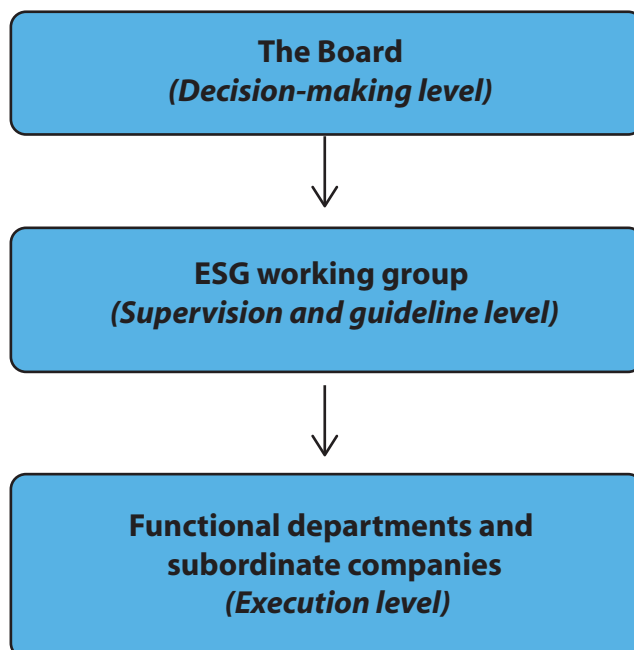 The Board
(Decision-making level)
ESG working group
(Supervision and guideline level)
Functional departments and
subordinate companies
(Execution level)